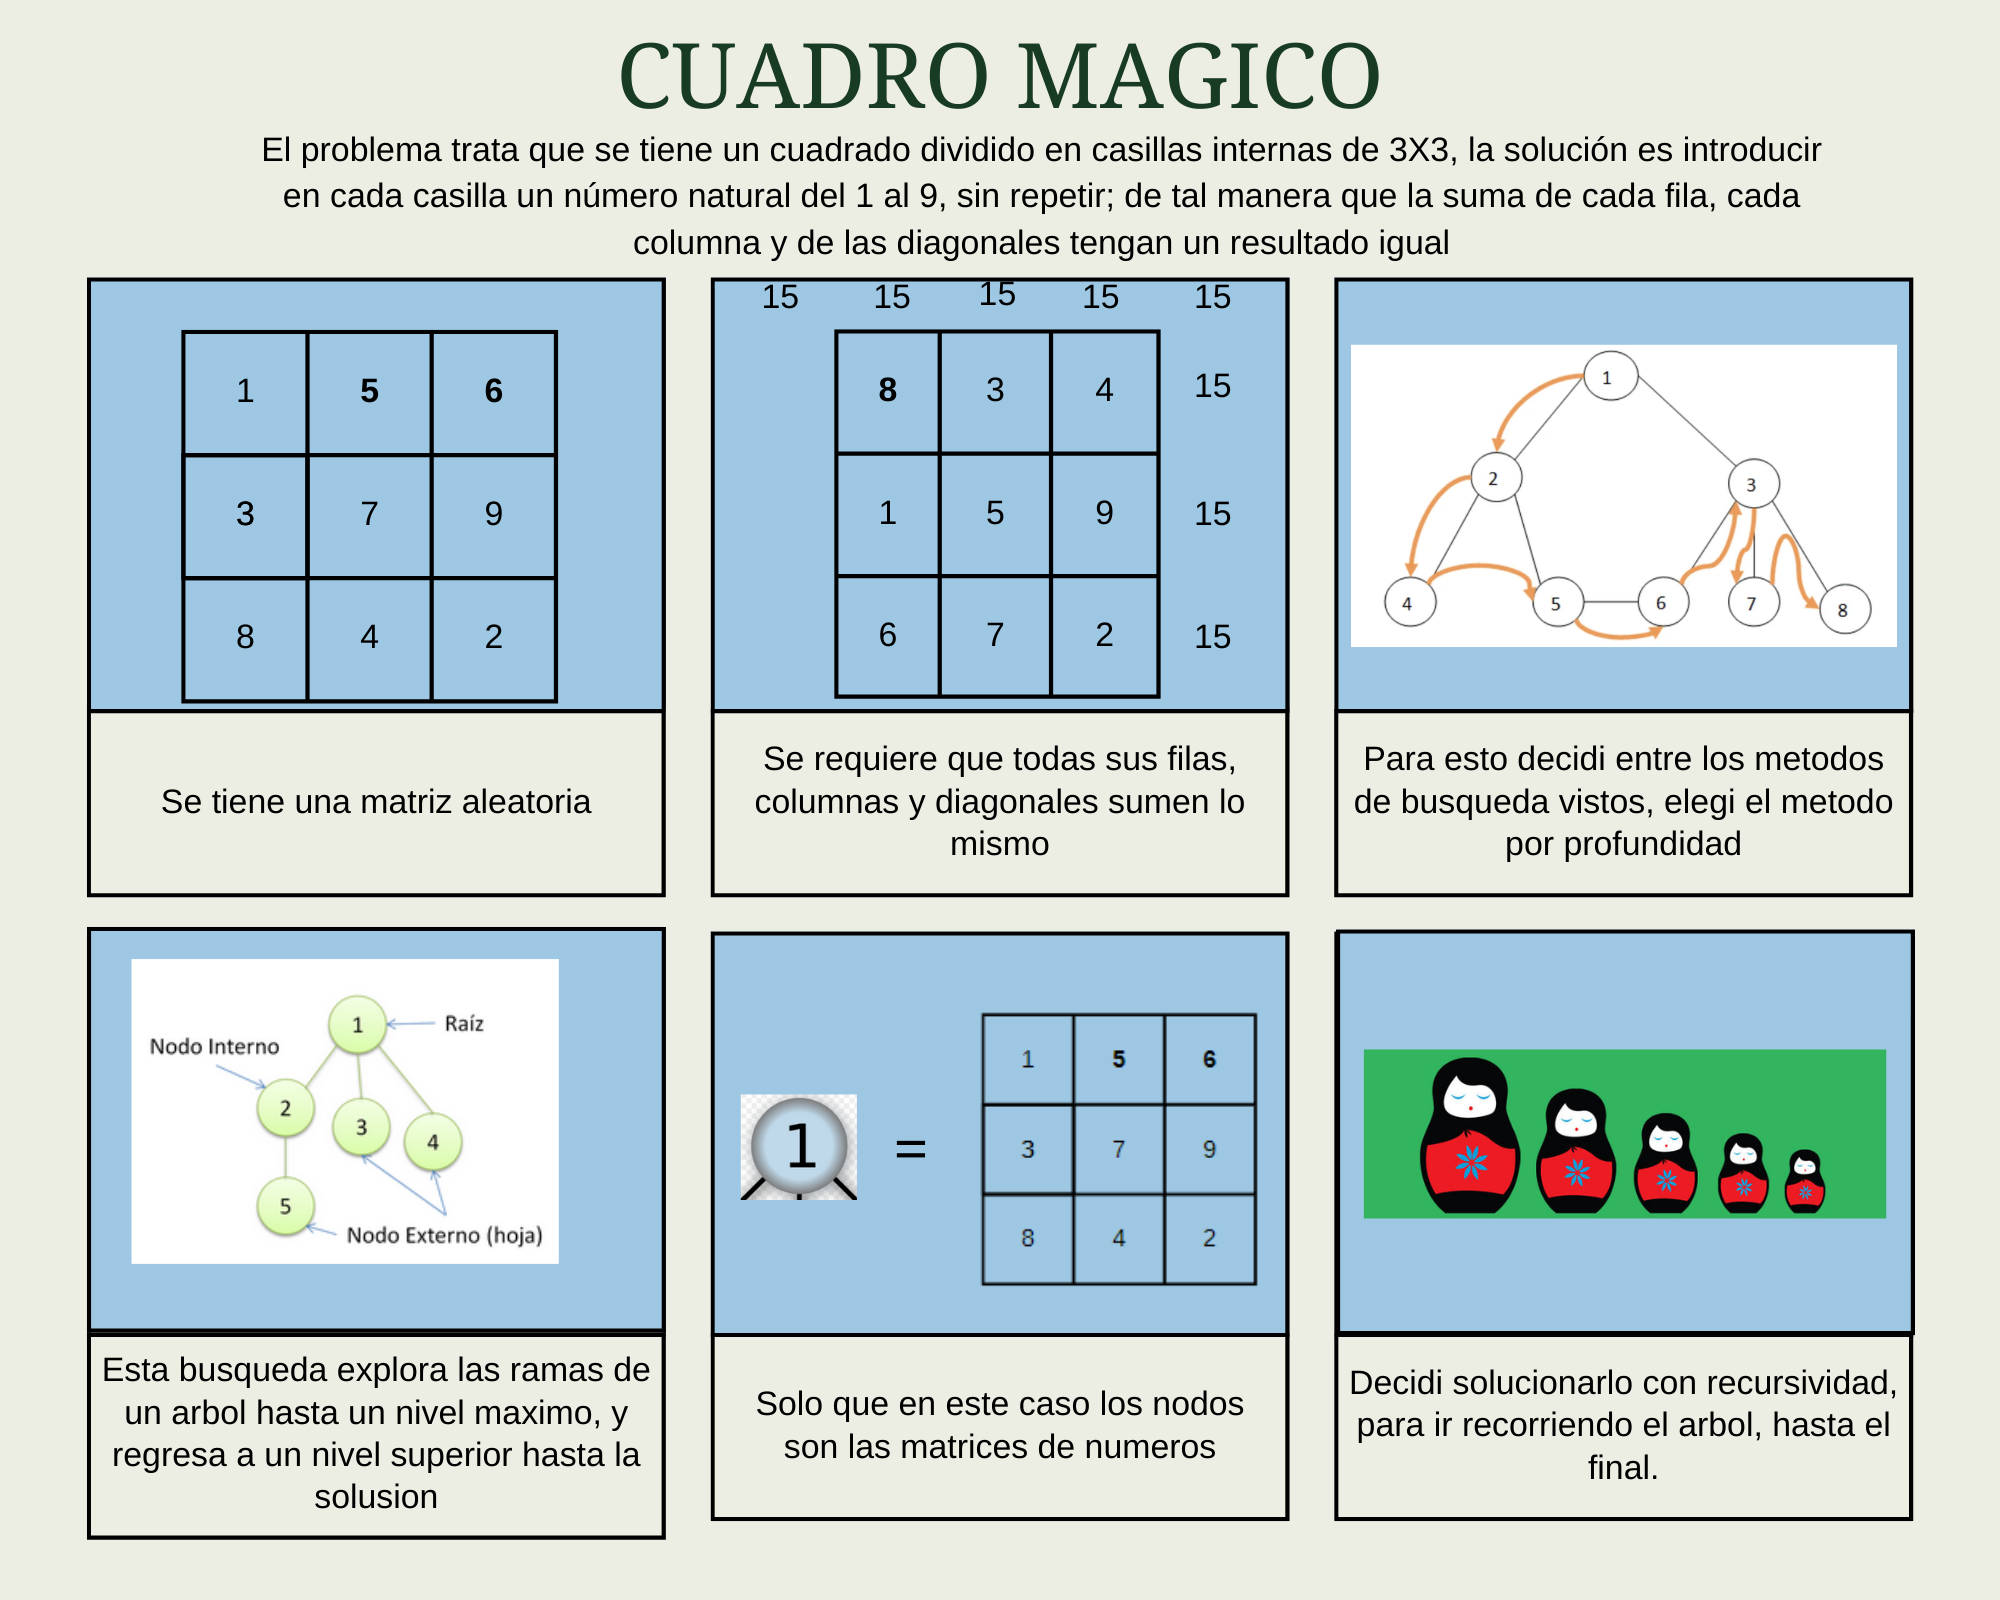 CUADRO MAGICO
El problema trata que se tiene un cuadrado dividido en casillas internas de 3X3, la solución es introducir
en cada casilla un número natural del 1 al 9, sin repetir; de tal manera que la suma de cada fila, cada
columna y de las diagonales tengan un resultado igual
1 5 6
3 7 9
8 4 2
Se tiene una matriz aleatoria
15 15 15 15 15
8 3 4 15
1 5 9 15
6 7 2 15
Se requiere que todas sus filas,
columnas y diagonales sumen lo
mismo
1
2 3
4 5 6 7 8
Para esto decidi entre los metodos
de busqueda vistos, elegi el metodo
por profundidad
1 Raíz
Nodo Interno
2 3 4
5
Nodo Externo (hoja)
Esta busqueda explora las ramas de
un arbol hasta un nivel maximo, y
regresa a un nivel superior hasta la
solusion
1 5 6
1 = 3 7 9
8 4 2
Solo que en este caso los nodos
son las matrices de numeros
Decidi solucionarlo con recursividad,
para ir recorriendo el arbol, hasta el
final.